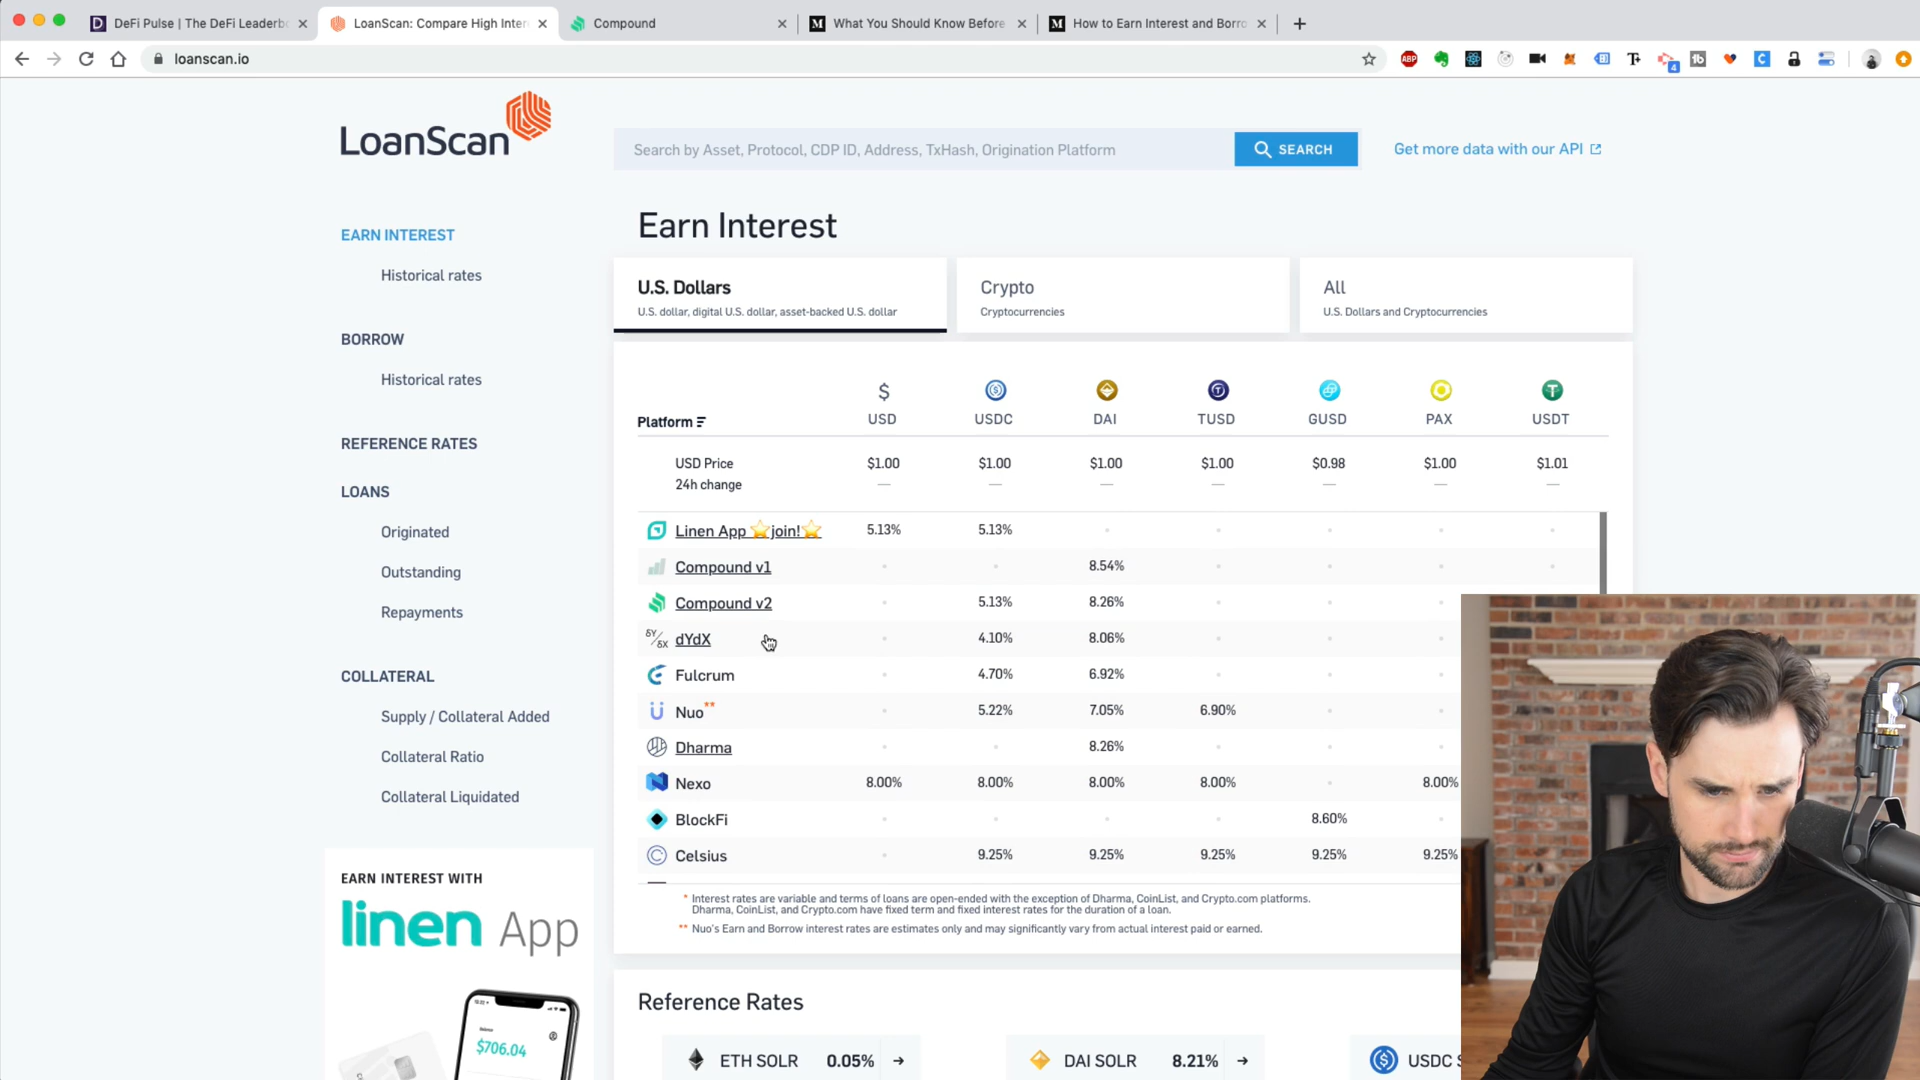 DeFi Pulse | The DeFi Leaderbo
LoanScan: Compare High Inter
Compound
What You Should Know Before
How to Earn Interest and Borro
loanscan.io
ABP
4
LoanScan
Search by Asset, Protocol, CDP ID, Address, TxHash, Origination Platform
SEARCH
Get more data with our API
EARN INTEREST
Historical rates
BORROW
Historical rates
REFERENCE RATES
LOANS
Originated
Outstanding
Repayments
COLLATERAL
Supply / Collateral Added
Collateral Ratio
Collateral Liquidated
EARN INTEREST WITH
linen App
Balance
$706.04
Earn Interest
U.S. Dollars
U.S. dollar, digital U.S. dollar, asset-backed U.S. dollar
Crypto
Cryptocurrencies
All
U.S. Dollars and Cryptocurrencies
Platform USD USDC DAI TUSD GUSD PAX USDT
USD Price $1.00 $1.00 $1.00 $1.00 $0.98 $1.00 $1.01
24h change — — — — — — —
Linen App ⭐join!⭐ 5.13% 5.13%
Compound v1 8.54%
Compound v2 5.13% 8.26%
dYdX 4.10% 8.06%
Fulcrum 4.70% 6.92%
Nuo** 5.22% 7.05% 6.90%
Dharma 8.26%
Nexo 8.00% 8.00% 8.00% 8.00% 8.00%
BlockFi 8.60%
Celsius 9.25% 9.25% 9.25% 9.25% 9.25%
* Interest rates are variable and terms of loans are open-ended with the exception of Dharma, CoinList, and Crypto.com platforms.
Dharma, CoinList, and Crypto.com have fixed term and fixed interest rates for the duration of a loan.
** Nuo's Earn and Borrow interest rates are estimates only and may significantly vary from actual interest paid or earned.
Reference Rates
ETH SOLR 0.05% →
DAI SOLR 8.21% →
USDC